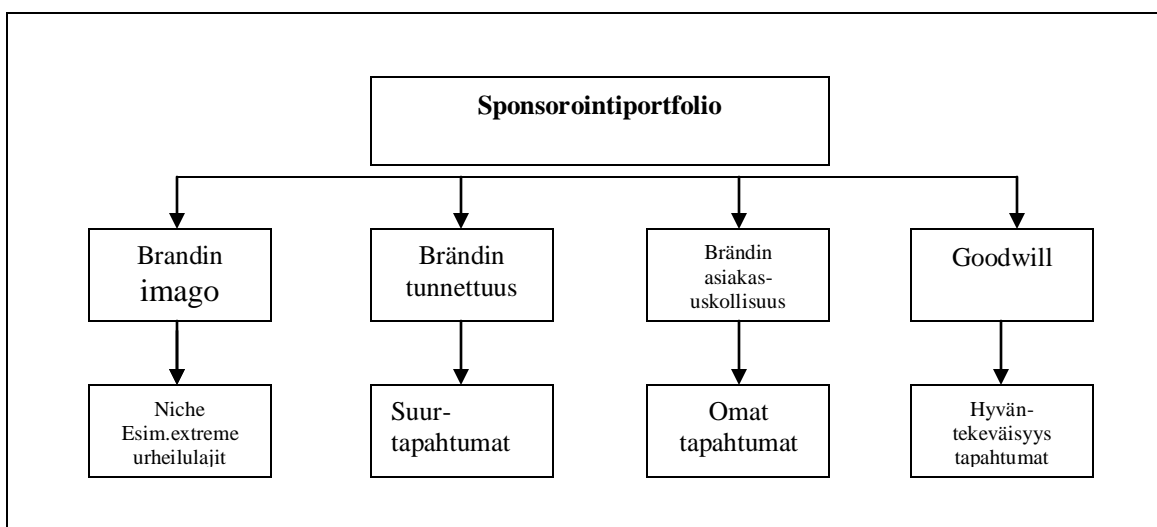 Sponsorointiportfolio
Brandin
imago
Brändin
tunnettuus
Brändin
asiakas-
uskollisuus
Goodwill
Niche
Esim.extreme
urheilulajit
Suur-
tapahtumat
Omat
tapahtumat
Hyvän-
tekeväisyys
tapahtumat